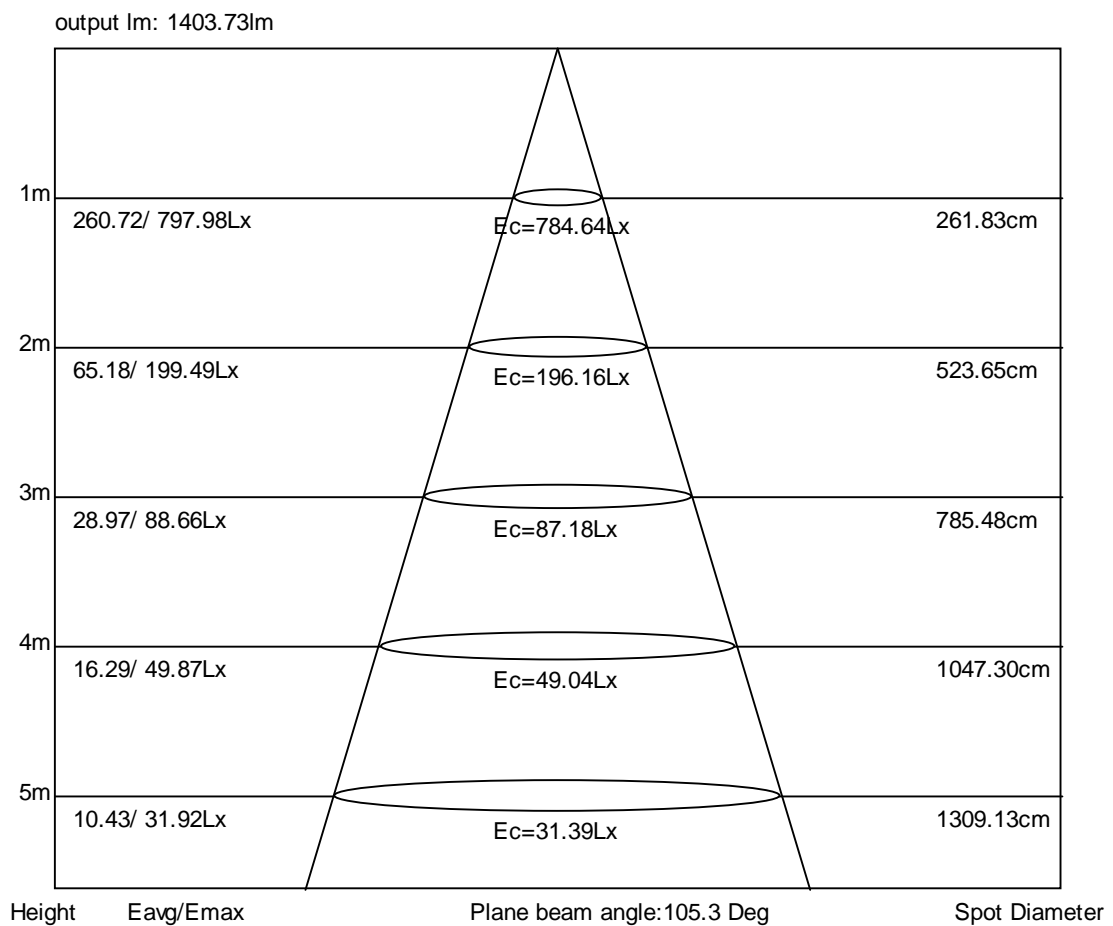 output lm: 1403.73lm
1m
260.72/ 797.98Lx
Ec=784.64Lx
261.83cm
2m
65.18/ 199.49Lx
Ec=196.16Lx
523.65cm
3m
28.97/ 88.66Lx
Ec=87.18Lx
785.48cm
4m
16.29/ 49.87Lx
Ec=49.04Lx
1047.30cm
5m
10.43/ 31.92Lx
Ec=31.39Lx
1309.13cm
Height Eavg/Emax Plane beam angle:105.3 Deg Spot Diameter